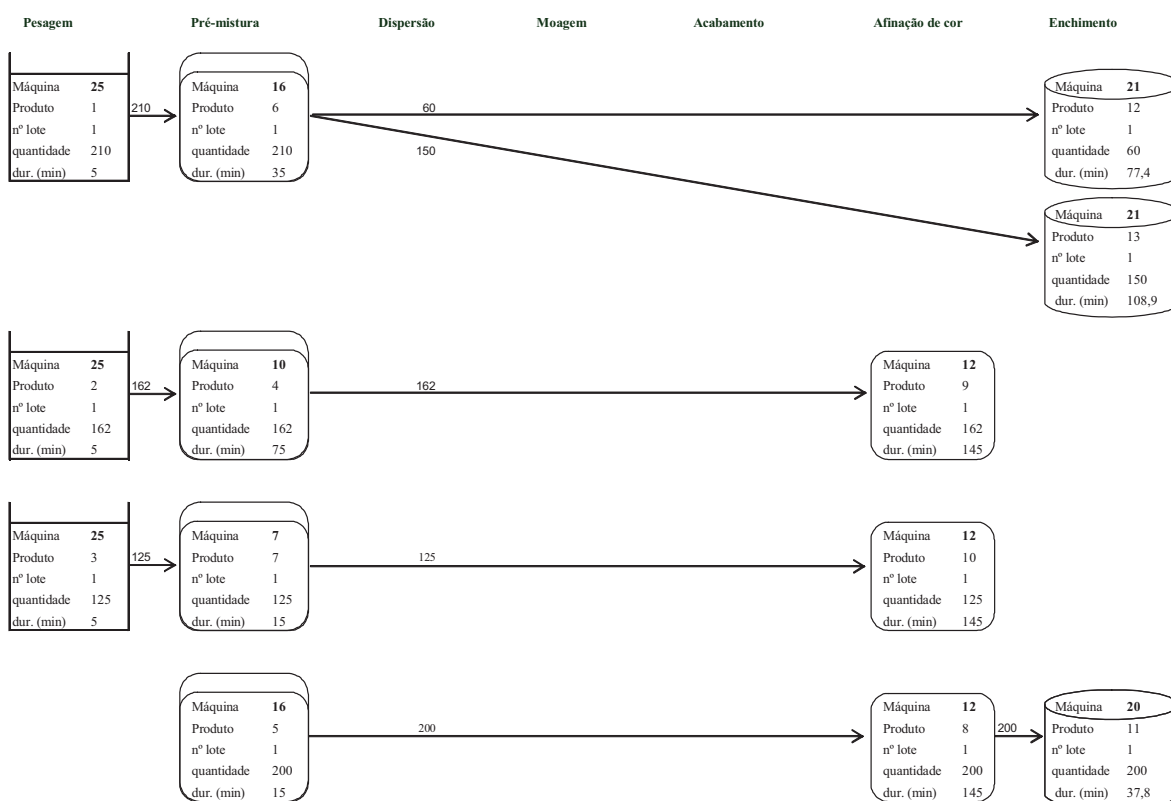 Pesagem Pré-mistura Dispersão Moagem Acabamento Afinação de cor Enchimento
Máquina 25
Produto 1
nº lote 1
quantidade 210
dur. (min) 5
210
Máquina 16
Produto 6
nº lote 1
quantidade 210
dur. (min) 35
60
150
Máquina 21
Produto 12
nº lote 1
quantidade 60
dur. (min) 77,4
Máquina 21
Produto 13
nº lote 1
quantidade 150
dur. (min) 108,9
Máquina 25
Produto 2
nº lote 1
quantidade 162
dur. (min) 5
162
Máquina 10
Produto 4
nº lote 1
quantidade 162
dur. (min) 75
162
Máquina 12
Produto 9
nº lote 1
quantidade 162
dur. (min) 145
Máquina 25
Produto 3
nº lote 1
quantidade 125
dur. (min) 5
125
Máquina 7
Produto 7
nº lote 1
quantidade 125
dur. (min) 15
125
Máquina 12
Produto 10
nº lote 1
quantidade 125
dur. (min) 145
Máquina 16
Produto 5
nº lote 1
quantidade 200
dur. (min) 15
200
Máquina 12
Produto 8
nº lote 1
quantidade 200
dur. (min) 145
200
Máquina 20
Produto 11
nº lote 1
quantidade 200
dur. (min) 37,8